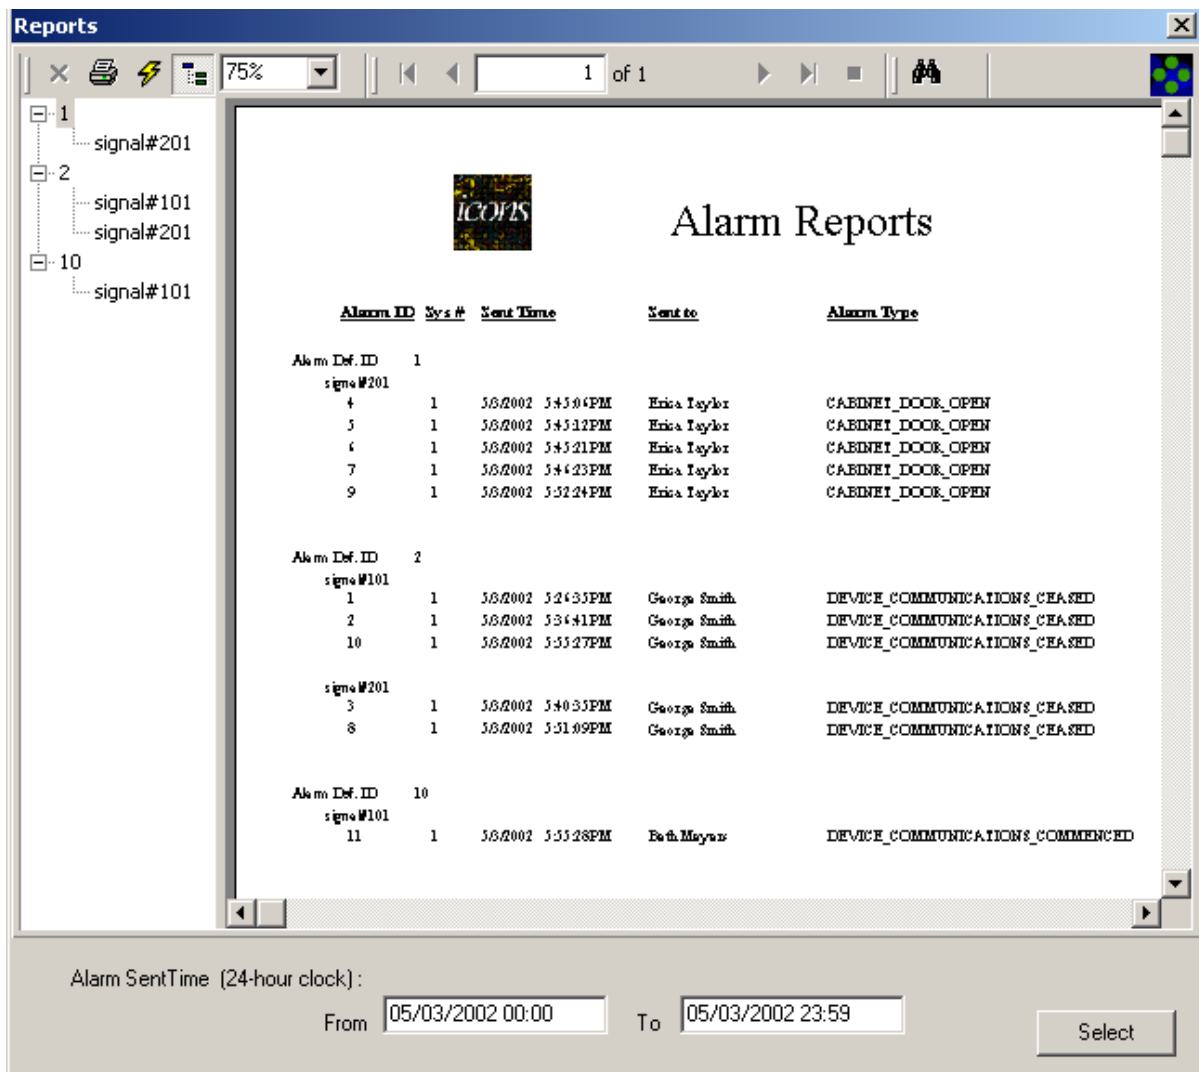 Reports
75% 1 of 1
1
signal#201
2
signal#101
signal#201
10
signal#101
icons
Alarm Reports
Alarm ID Sys # Sent Time Sent to Alarm Type
Alarm Def. ID 1
signal#201
4 1 5/3/2002 5:45:06PM Erica Taylor CABINET_DOOR_OPEN
5 1 5/3/2002 5:45:12PM Erica Taylor CABINET_DOOR_OPEN
6 1 5/3/2002 5:45:21PM Erica Taylor CABINET_DOOR_OPEN
7 1 5/3/2002 5:46:23PM Erica Taylor CABINET_DOOR_OPEN
9 1 5/3/2002 5:52:24PM Erica Taylor CABINET_DOOR_OPEN
Alarm Def. ID 2
signal#101
1 1 5/3/2002 5:26:35PM George Smith DEVICE_COMMUNICATIONS_CEASED
2 1 5/3/2002 5:36:41PM George Smith DEVICE_COMMUNICATIONS_CEASED
10 1 5/3/2002 5:55:27PM George Smith DEVICE_COMMUNICATIONS_CEASED
signal#201
3 1 5/3/2002 5:40:35PM George Smith DEVICE_COMMUNICATIONS_CEASED
8 1 5/3/2002 5:51:09PM George Smith DEVICE_COMMUNICATIONS_CEASED
Alarm Def. ID 10
signal#101
11 1 5/3/2002 5:55:28PM Beth Meyers DEVICE_COMMUNICATIONS_COMMENCED
Alarm SentTime (24-hour clock) :
From 05/03/2002 00:00 To 05/03/2002 23:59
Select